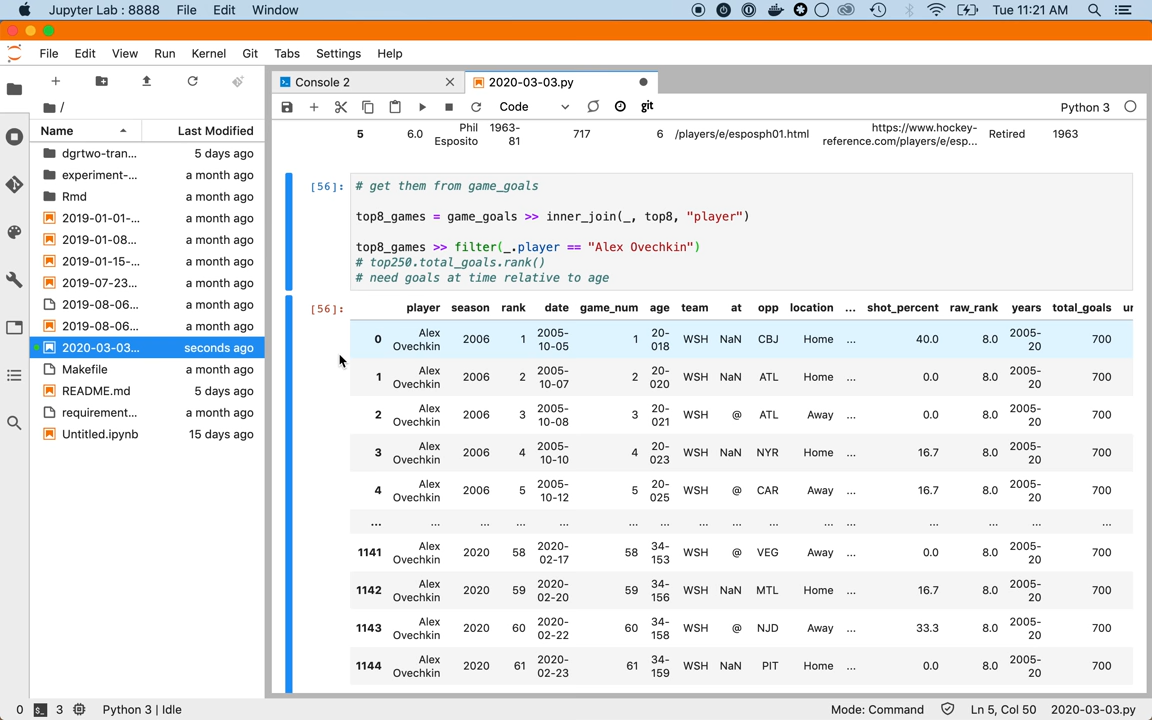 Jupyter Lab : 8888 File Edit Window Tue 11:21 AM
File Edit View Run Kernel Git Tabs Settings Help
Console 2
2020-03-03.py
Code
git
Python 3
/
Name Last Modified
dgrtwo-tran... 5 days ago
experiment-... a month ago
Rmd a month ago
2019-01-01-... a month ago
2019-01-08... a month ago
2019-01-15-... a month ago
2019-07-23... a month ago
2019-08-06... a month ago
2019-08-06... a month ago
2020-03-03... seconds ago
Makefile a month ago
README.md 5 days ago
requirement... a month ago
Untitled.ipynb 15 days ago
5 6.0 Phil Esposito 1963-81 717 6 /players/e/esposph01.html https://www.hockey-reference.com/players/e/esp... Retired 1963
[56]:
# get them from game_goals
top8_games = game_goals >> inner_join(_, top8, "player")
top8_games >> filter(_.player == "Alex Ovechkin")
# top250.total_goals.rank()
# need goals at time relative to age
[56]:
player season rank date game_num age team at opp location ... shot_percent raw_rank years total_goals ur
0 Alex Ovechkin 2006 1 2005-10-05 1 20-018 WSH NaN CBJ Home ... 40.0 8.0 2005-20 700
1 Alex Ovechkin 2006 2 2005-10-07 2 20-020 WSH NaN ATL Home ... 0.0 8.0 2005-20 700
2 Alex Ovechkin 2006 3 2005-10-08 3 20-021 WSH @ ATL Away ... 0.0 8.0 2005-20 700
3 Alex Ovechkin 2006 4 2005-10-10 4 20-023 WSH NaN NYR Home ... 16.7 8.0 2005-20 700
4 Alex Ovechkin 2006 5 2005-10-12 5 20-025 WSH @ CAR Away ... 16.7 8.0 2005-20 700
... ... ... ... ... ... ... ... ... ... ... ... ... ... ... ...
1141 Alex Ovechkin 2020 58 2020-02-17 58 34-153 WSH @ VEG Away ... 0.0 8.0 2005-20 700
1142 Alex Ovechkin 2020 59 2020-02-20 59 34-156 WSH NaN MTL Home ... 16.7 8.0 2005-20 700
1143 Alex Ovechkin 2020 60 2020-02-22 60 34-158 WSH @ NJD Away ... 33.3 8.0 2005-20 700
1144 Alex Ovechkin 2020 61 2020-02-23 61 34-159 WSH NaN PIT Home ... 0.0 8.0 2005-20 700
0 3 Python 3 | Idle Mode: Command Ln 5, Col 50 2020-03-03.py